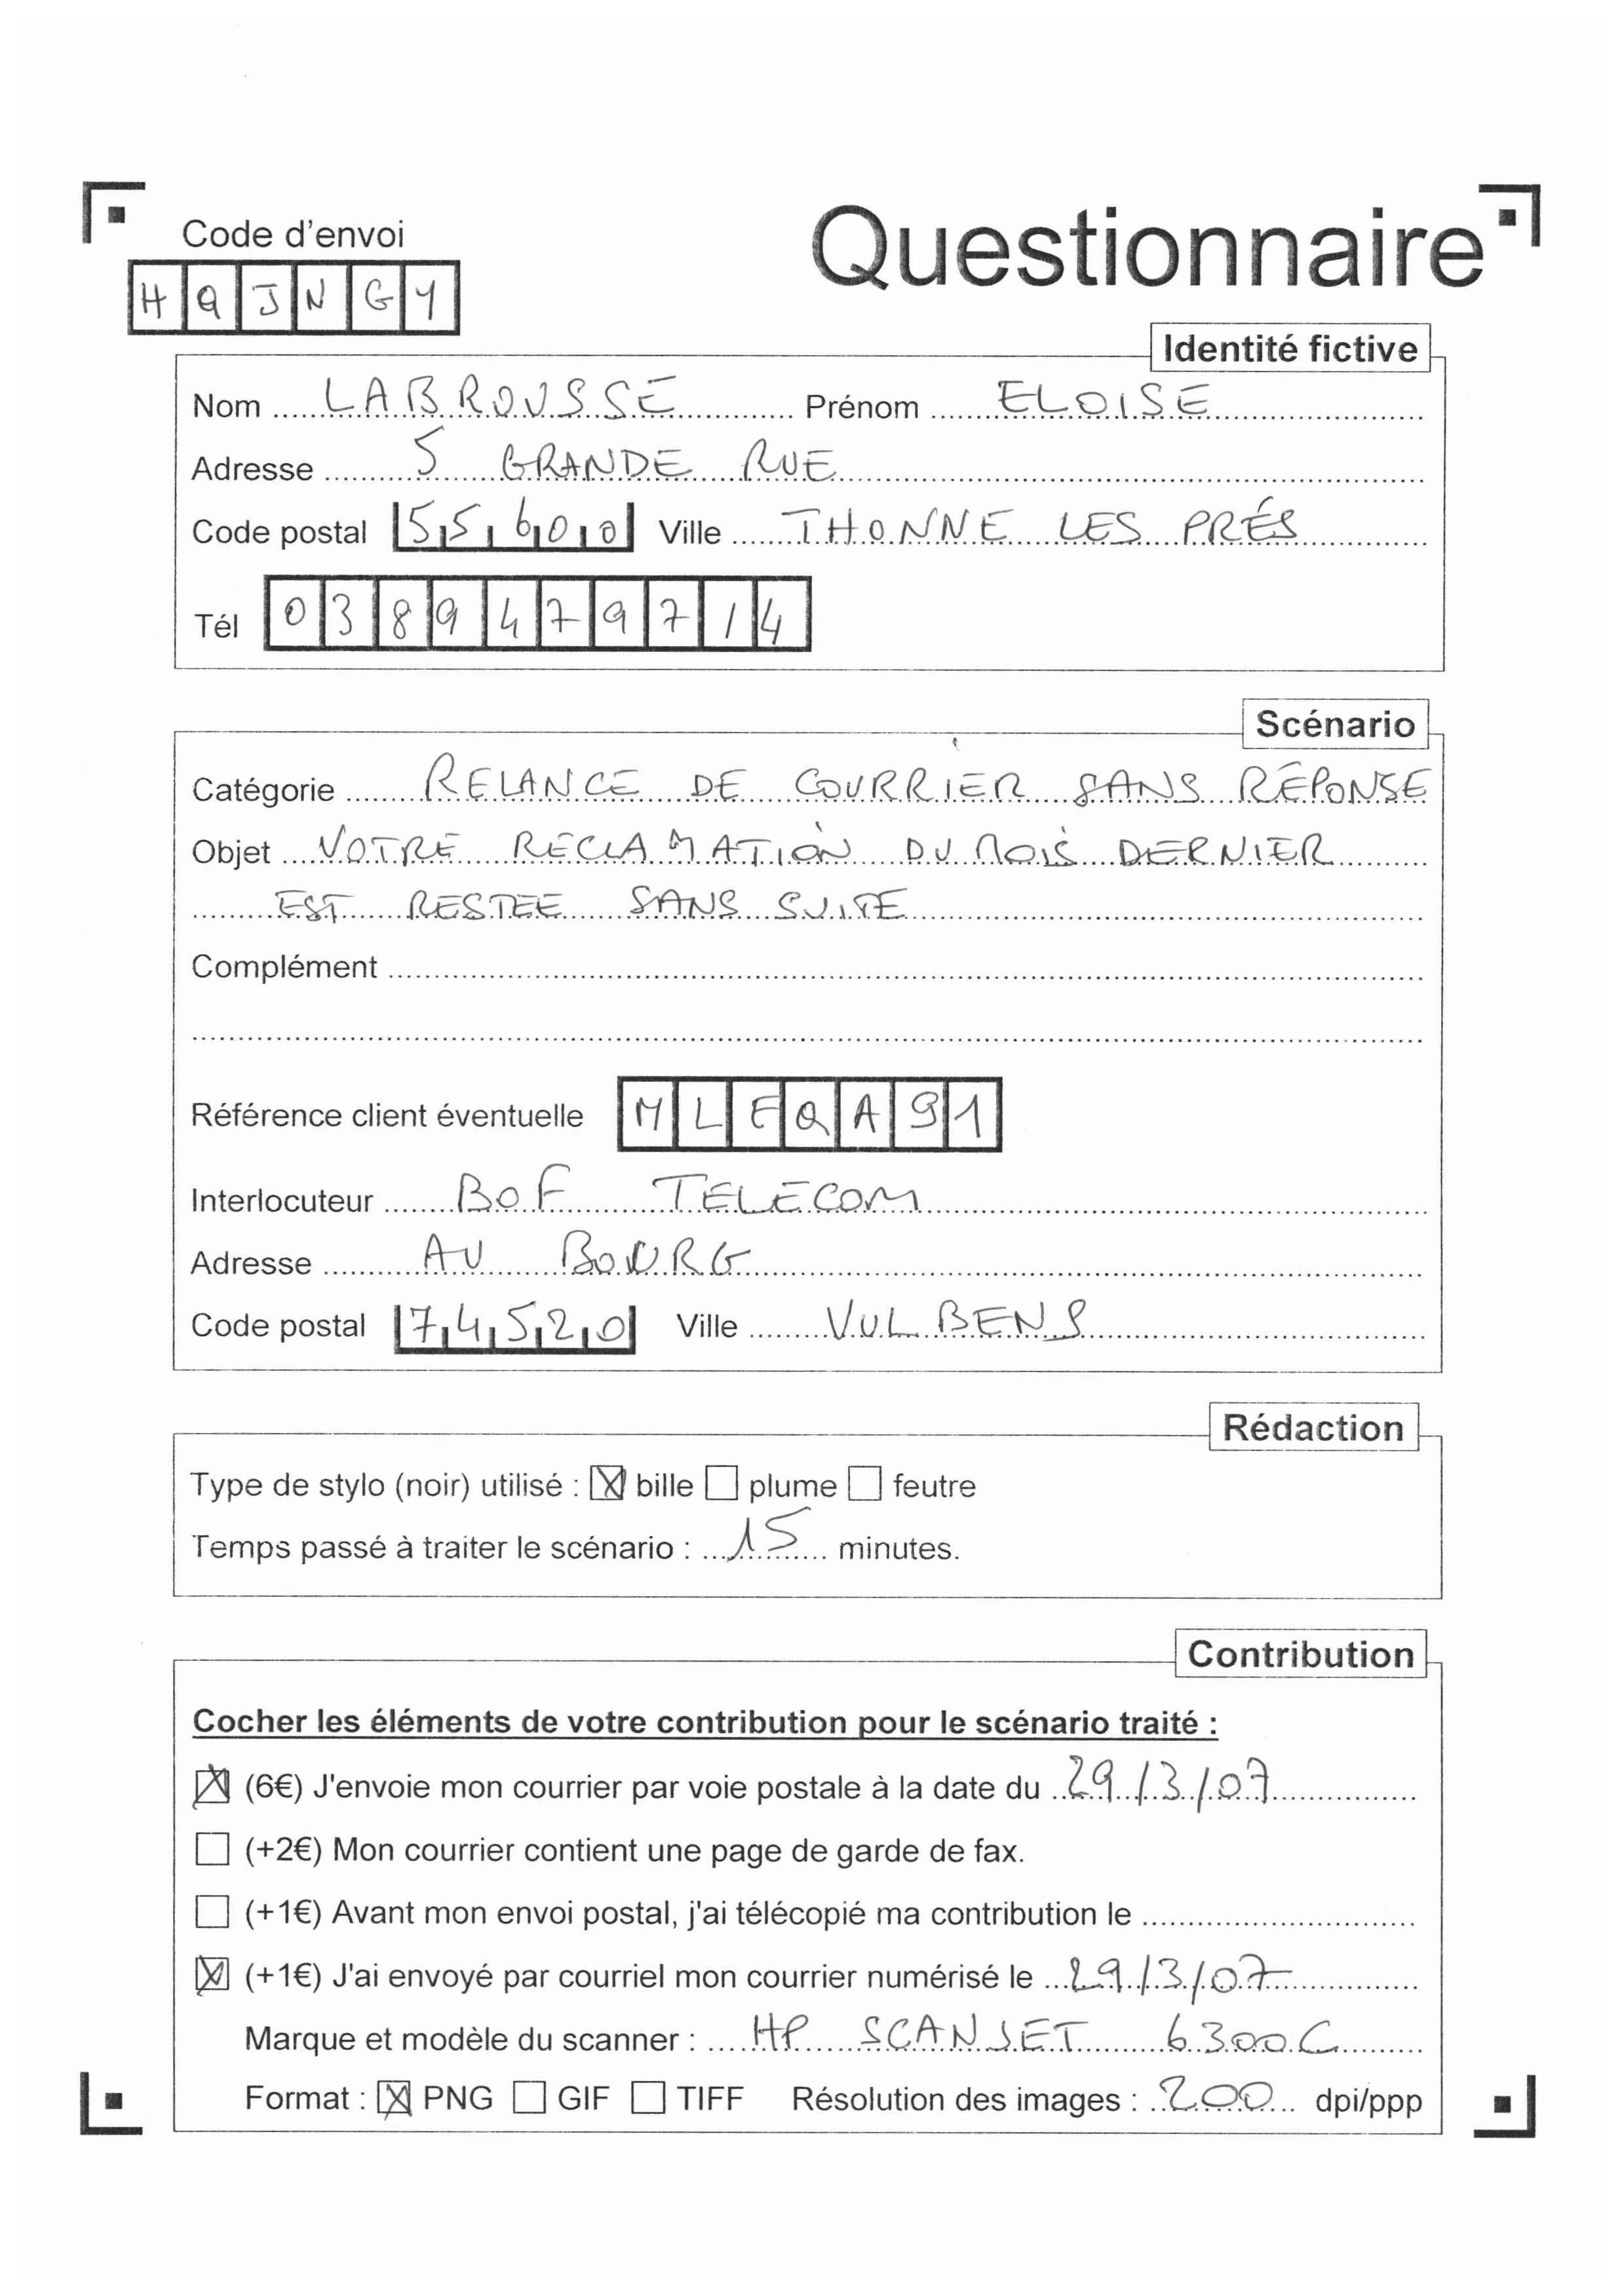 Code d'envoi
Questionnaire
HQJNGY
Identité fictive
Nom LABROUSSE Prénom ELOISE
Adresse 5 GRANDE RUE
Code postal 55600 Ville THONNE LES PRÉS
Tél 0389479714
Scénario
Catégorie RELANCE DE COURRIER SANS RÉPONSE
Objet VOTRE RECLAMATION DU MOIS DERNIER
EST RESTEE SANS SUITE
Complément
Référence client éventuelle MLEQA91
Interlocuteur BOF TELECOM
Adresse AU BOURG
Code postal 74520 Ville VULBENS
Rédaction
Type de stylo (noir) utilisé : ☒ bille ☐ plume ☐ feutre
Temps passé à traiter le scénario : 15 minutes.
Contribution
Cocher les éléments de votre contribution pour le scénario traité :
☒ (6€) J'envoie mon courrier par voie postale à la date du 29/3/07
☐ (+2€) Mon courrier contient une page de garde de fax.
☐ (+1€) Avant mon envoi postal, j'ai télécopié ma contribution le
☒ (+1€) J'ai envoyé par courriel mon courrier numérisé le 29/3/07
Marque et modèle du scanner : HP SCANJET 6300C
Format : ☒ PNG ☐ GIF ☐ TIFF Résolution des images : 200 dpi/ppp